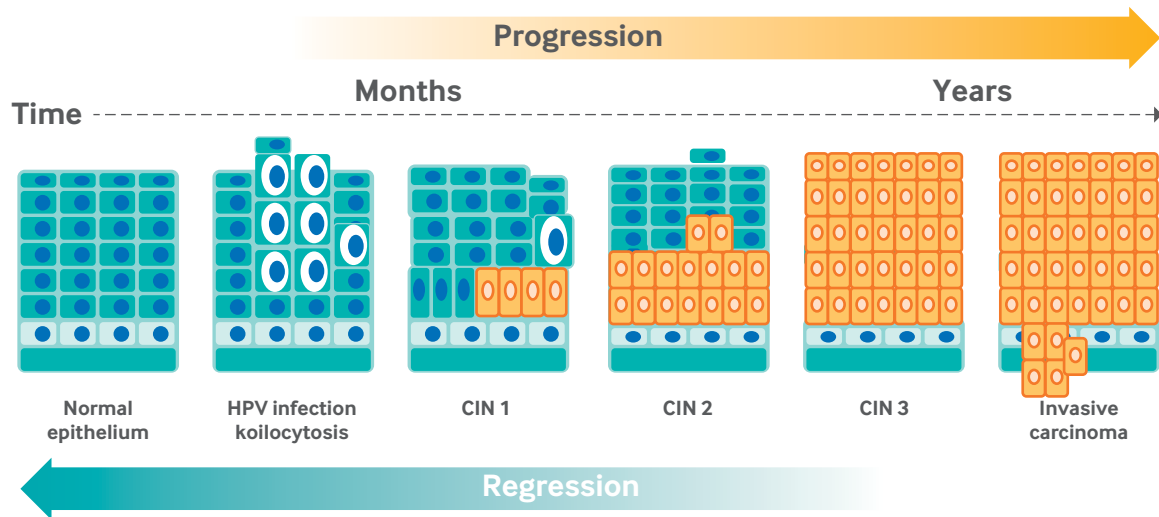 Progression
Months
Years
Time
Normal
epithelium
HPV infection
koilocytosis
CIN 1
CIN 2
CIN 3
Invasive
carcinoma
Regression